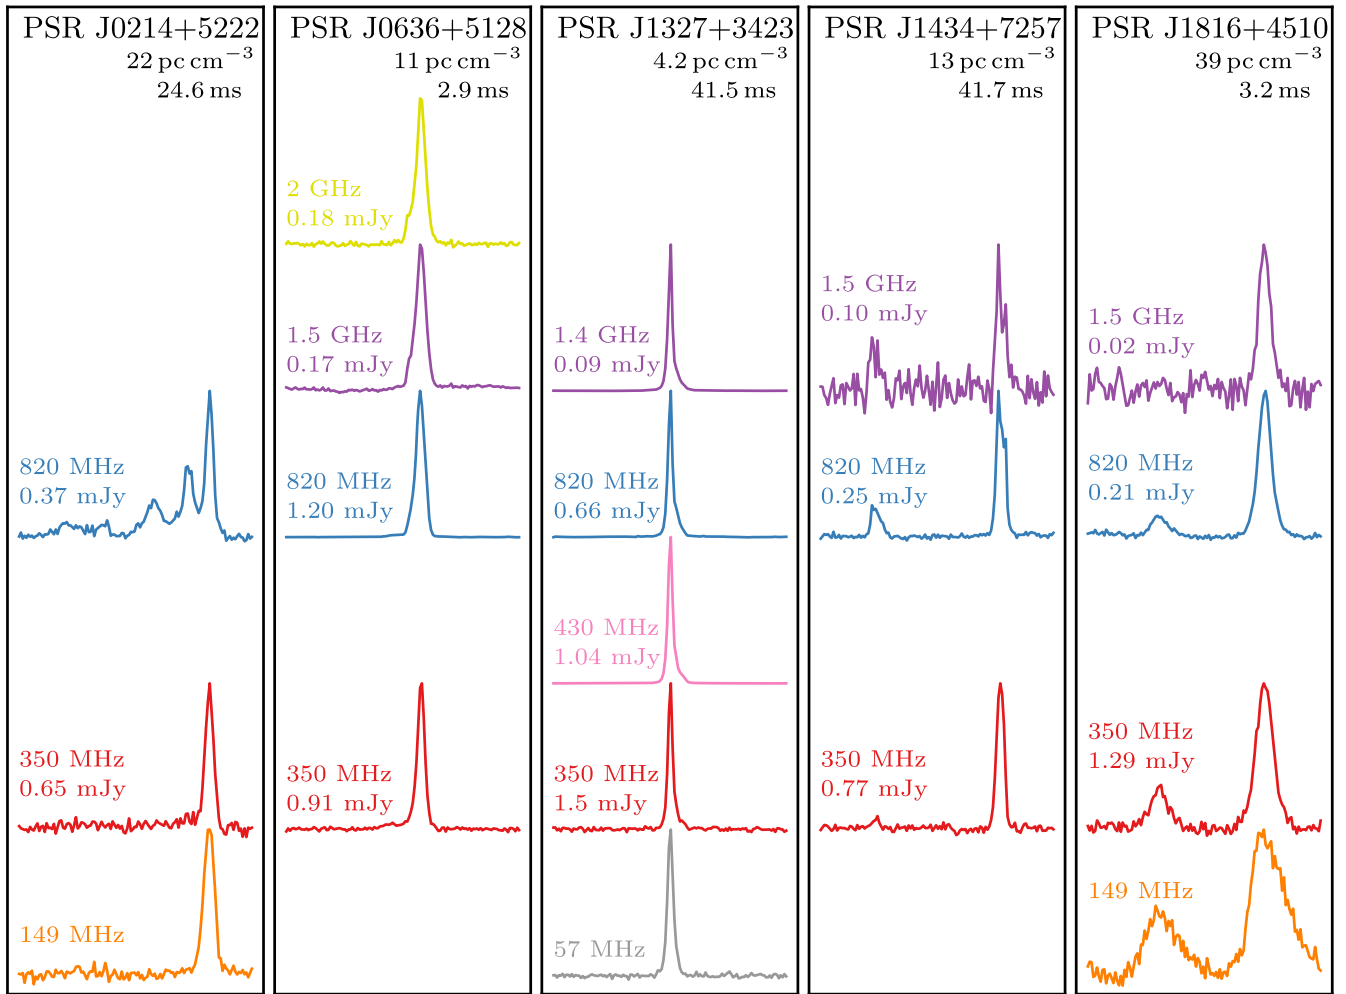 PSR J0214+5222
22 pc cm⁻³
24.6 ms
820 MHz
0.37 mJy
350 MHz
0.65 mJy
149 MHz
PSR J0636+5128
11 pc cm⁻³
2.9 ms
2 GHz
0.18 mJy
1.5 GHz
0.17 mJy
820 MHz
1.20 mJy
350 MHz
0.91 mJy
PSR J1327+3423
4.2 pc cm⁻³
41.5 ms
1.4 GHz
0.09 mJy
820 MHz
0.66 mJy
430 MHz
1.04 mJy
350 MHz
1.5 mJy
57 MHz
PSR J1434+7257
13 pc cm⁻³
41.7 ms
1.5 GHz
0.10 mJy
820 MHz
0.25 mJy
350 MHz
0.77 mJy
PSR J1816+4510
39 pc cm⁻³
3.2 ms
1.5 GHz
0.02 mJy
820 MHz
0.21 mJy
350 MHz
1.29 mJy
149 MHz